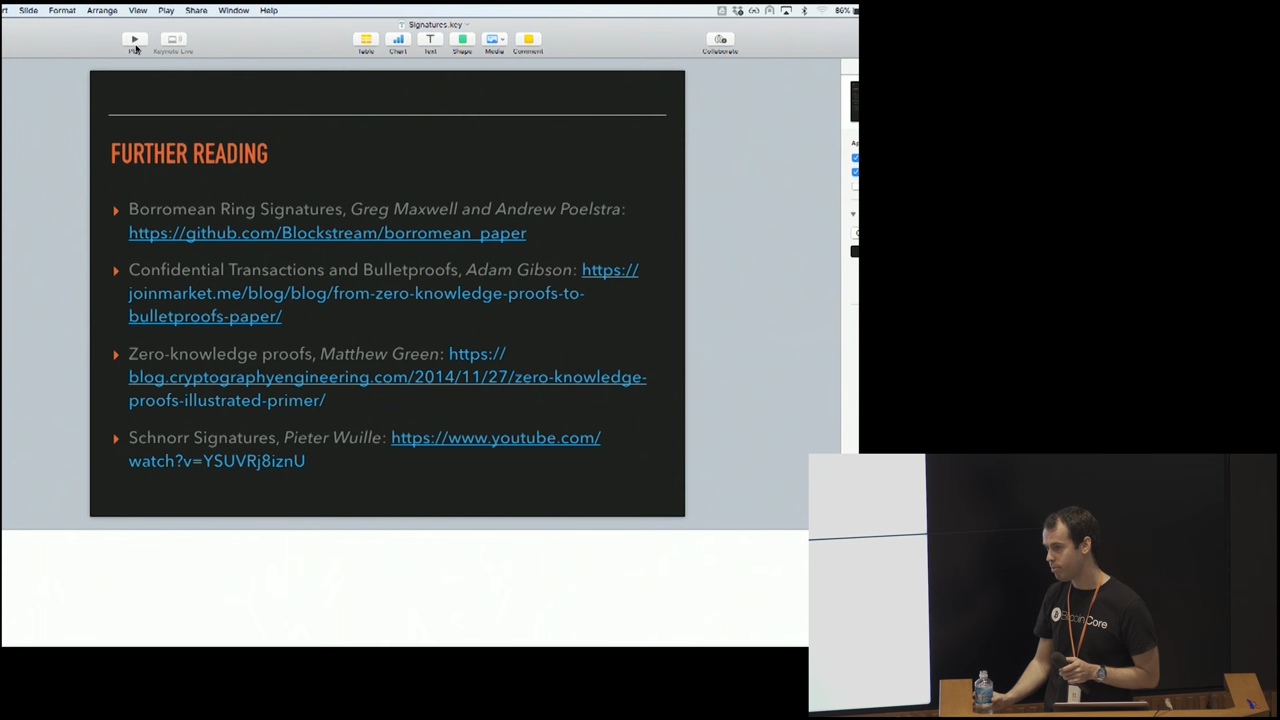 Slide Format Arrange View Play Share Window Help
86%
Signatures.key
Keynote Live Table Chart Text Shape Media Comment Collaborate
FURTHER READING
Borromean Ring Signatures, Greg Maxwell and Andrew Poelstra:
https://github.com/Blockstream/borromean_paper
Confidential Transactions and Bulletproofs, Adam Gibson: https://
joinmarket.me/blog/blog/from-zero-knowledge-proofs-to-
bulletproofs-paper/
Zero-knowledge proofs, Matthew Green: https://
blog.cryptographyengineering.com/2014/11/27/zero-knowledge-
proofs-illustrated-primer/
Schnorr Signatures, Pieter Wuille: https://www.youtube.com/
watch?v=YSUVRj8iznU
Bitcoin Core